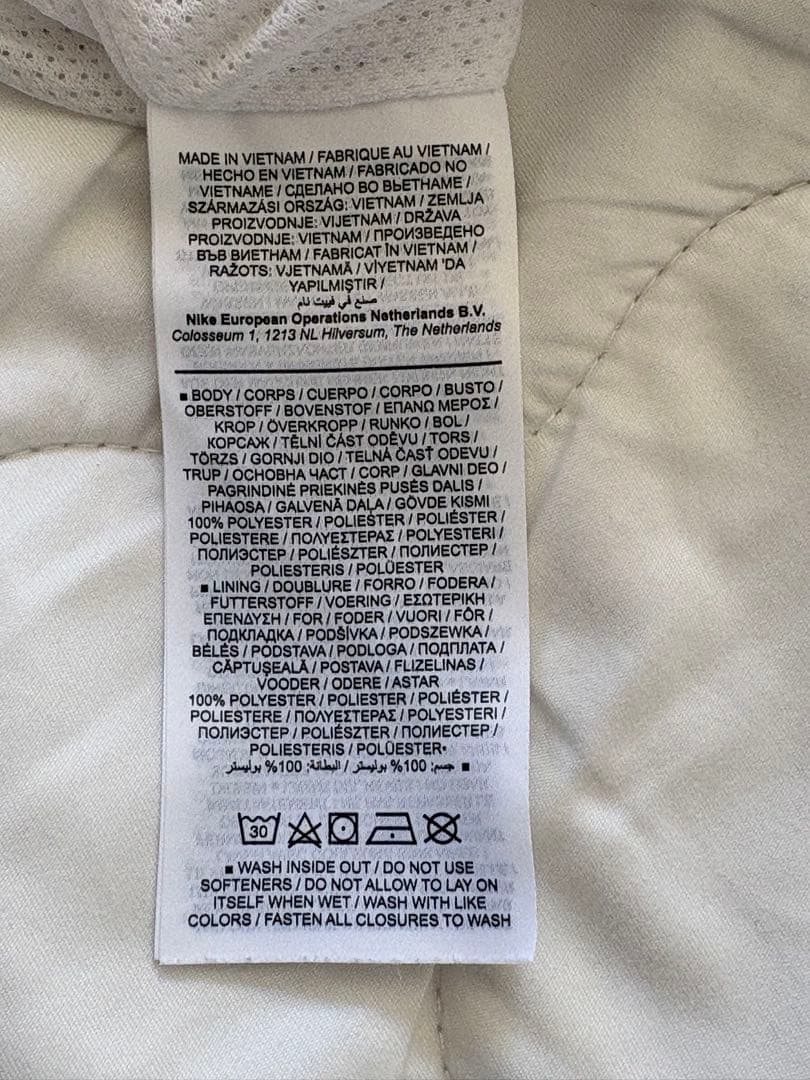 MADE IN VIETNAM / FABRIQUE AU VIETNAM /
HECHO EN VIETNAM / FABRICADO NO
VIETNAME / СДЕЛАНО ВО ВЬЕТНАМЕ /
SZÁRMAZÁSI ORSZÁG: VIETNAM / ZEMLJA
PROIZVODNJE: VIJETNAM / DRŽAVA
PROIZVODNJE: VIETNAM / ПРОИЗВЕДЕНО
ВЪВ ВИЕТНАМ / FABRICAT ÎN VIETNAM /
RAŽOTS: VJETNAMĀ / VİYETNAM 'DA
YAPILMIŞTIR /
صنع في فييت نام
Nike European Operations Netherlands B.V.
Colosseum 1, 1213 NL Hilversum, The Netherlands
■ BODY / CORPS / CUERPO / CORPO / BUSTO /
OBERSTOFF / BOVENSTOF / ΕΠΑΝΩ ΜΕΡΟΣ /
KROP / ÖVERKROPP / RUNKO / BOL /
КОРСАЖ / TĚLNÍ ČÁST ODĚVU / TORS /
TÖRZS / GORNJI DIO / TELNÁ ČASŤ ODEVU /
TRUP / ОСНОВНА ЧАСТ / CORP / GLAVNI DEO /
PAGRINDINĖ PRIEKINĖS PUSĖS DALIS /
PIHAOSA / GALVENĀ DAĻA / GÖVDE KISMI
100% POLYESTER / POLIESTER / POLIÉSTER /
POLIESTERE / ΠΟΛΥΕΣΤΕΡΑΣ / POLYESTERI /
ПОЛИЭСТЕР / POLIÉSZTER / ПОЛИЕСТЕР /
POLIESTERIS / POLÜESTER
■ LINING / DOUBLURE / FORRO / FODERA /
FUTTERSTOFF / VOERING / ΕΣΩΤΕΡΙΚΗ
ΕΠΕΝΔΥΣΗ / FOR / FODER / VUORI / FÔR /
ПОДКЛАДКА / PODŠÍVKA / PODSZEWKA /
BÉLÉS / PODSTAVA / PODLOGA / ПОДПЛАТА /
CĂPTUŞEALĂ / POSTAVA / FLIZELINAS /
VOODER / ODERE / ASTAR
100% POLYESTER / POLIESTER / POLIÉSTER /
POLIESTERE / ΠΟΛΥΕΣΤΕΡΑΣ / POLYESTERI /
ПОЛИЭСТЕР / POLIÉSZTER / ПОЛИЕСТЕР /
POLIESTERIS / POLÜESTER•
■ جسم: 100% بوليستر / البطانة: 100% بوليستر
30
■ WASH INSIDE OUT / DO NOT USE
SOFTENERS / DO NOT ALLOW TO LAY ON
ITSELF WHEN WET / WASH WITH LIKE
COLORS / FASTEN ALL CLOSURES TO WASH